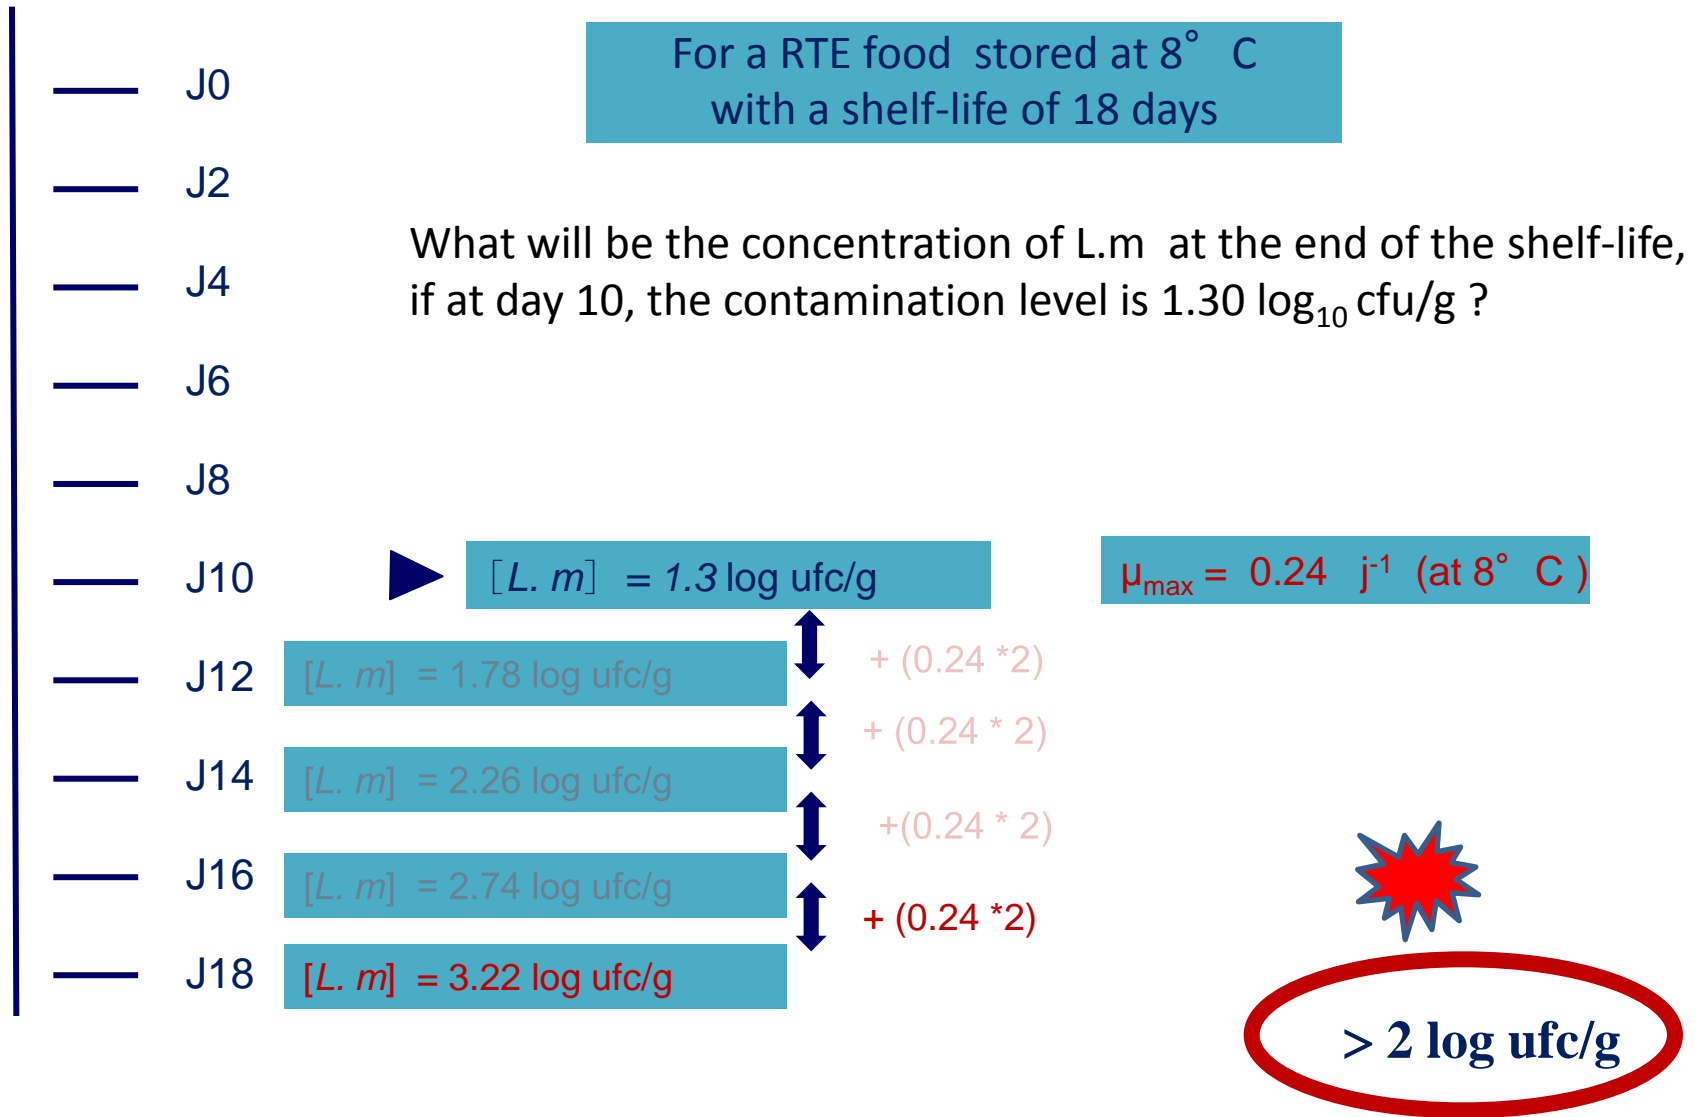 For a RTE food stored at 8° C
with a shelf-life of 18 days
What will be the concentration of L.m at the end of the shelf-life,
if at day 10, the contamination level is 1.30 log10 cfu/g ?
J0
J2
J4
J6
J8
J10
[L. m] = 1.3 log ufc/g
μmax = 0.24 j-1 (at 8° C )
+ (0.24 *2)
J12
[L. m] = 1.78 log ufc/g
+ (0.24 * 2)
J14
[L. m] = 2.26 log ufc/g
+(0.24 * 2)
J16
[L. m] = 2.74 log ufc/g
+ (0.24 *2)
J18
[L. m] = 3.22 log ufc/g
> 2 log ufc/g